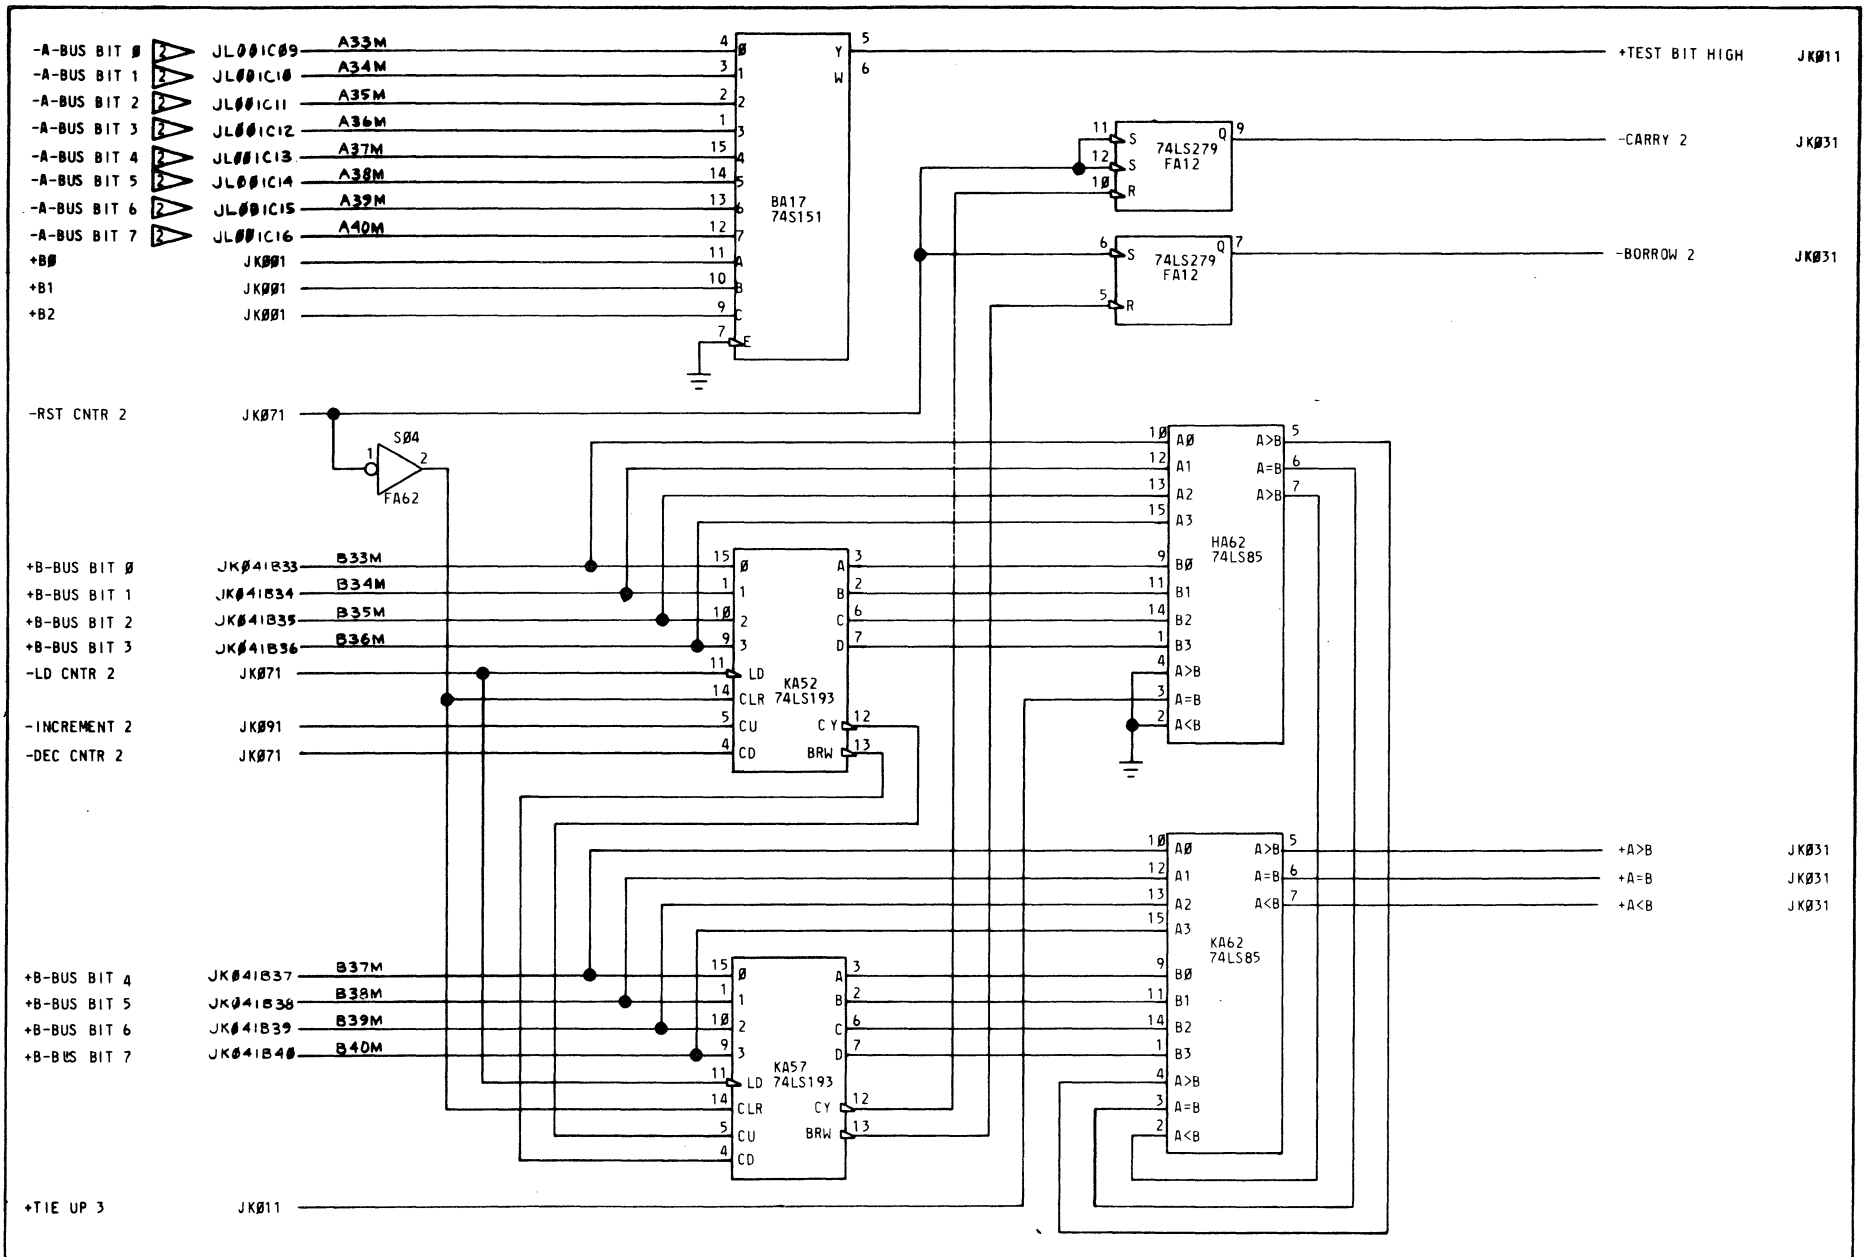 -A-BUS BIT Ø 2 JLØØ1CØ9 A33M 4 Ø Y 5 +TEST BIT HIGH JKØ11
-A-BUS BIT 1 2 JLØØ1C1Ø A34M 3 1 W 6
-A-BUS BIT 2 2 JLØØ1C11 A35M 2 2
-A-BUS BIT 3 2 JLØØ1C12 A36M 1 3
-A-BUS BIT 4 2 JLØØ1C13 A37M 15 4
-A-BUS BIT 5 2 JLØØ1C14 A38M 14 5
-A-BUS BIT 6 2 JLØØ1C15 A39M 13 6
-A-BUS BIT 7 2 JLØØ1C16 A40M 12 7
+BØ JKØØ1 11 A
+B1 JKØØ1 10 B
+B2 JKØØ1 9 C
7 E
BA17
74S151
11 S Q 9 -CARRY 2 JKØ31
12 S
1Ø R
74LS279
FA12
6 S Q 7 -BORROW 2 JKØ31
5 R
74LS279
FA12
-RST CNTR 2 JKØ71
SØ4
1 2
FA62
1Ø AØ A>B 5
12 A1 A=B 6
13 A2 A>B 7
15 A3
HA62
74LS85
9 BØ
11 B1
14 B2
1 B3
4 A>B
3 A=B
2 A<B
+B-BUS BIT Ø JKØ41B33 B33M 15 Ø A 3
+B-BUS BIT 1 JKØ41B34 B34M 1 1 B 2
+B-BUS BIT 2 JKØ41B35 B35M 1Ø 2 C 6
+B-BUS BIT 3 JKØ41B36 B36M 9 3 D 7
-LD CNTR 2 JKØ71 11 LD
KA52
14 CLR 74LS193
-INCREMENT 2 JKØ91 5 CU CY 12
-DEC CNTR 2 JKØ71 4 CD BRW 13
1Ø AØ A>B 5 +A>B JKØ31
12 A1 A=B 6 +A=B JKØ31
13 A2 A<B 7 +A<B JKØ31
15 A3
KA62
74LS85
9 BØ
11 B1
14 B2
1 B3
4 A>B
3 A=B
2 A<B
+B-BUS BIT 4 JKØ41B37 B37M 15 Ø A 3
+B-BUS BIT 5 JKØ41B38 B38M 1 1 B 2
+B-BUS BIT 6 JKØ41B39 B39M 1Ø 2 C 6
+B-BUS BIT 7 JKØ41B4Ø B40M 9 3 D 7
KA57
11 LD 74LS193
14 CLR CY 12
5 CU BRW 13
4 CD
+TIE UP 3 JKØ11